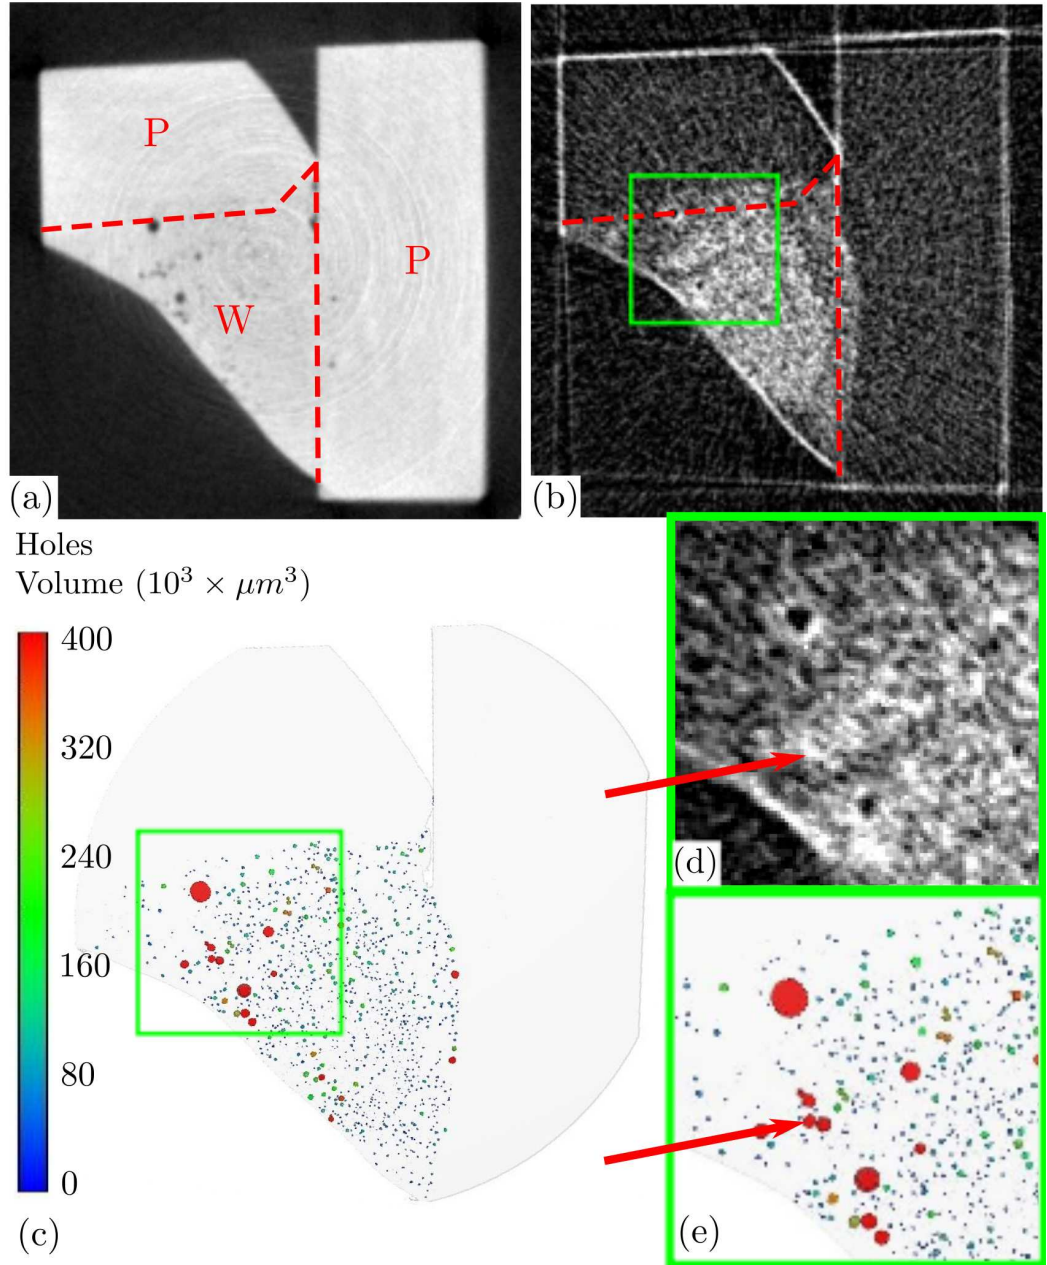 P
P
W
(a)
(b)
Holes
Volume (10³ × μm³)
400
320
240
160
80
0
(c)
(d)
(e)